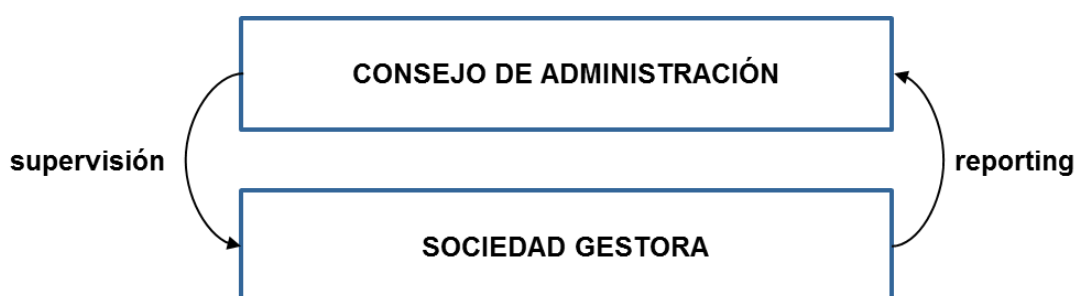 CONSEJO DE ADMINISTRACIÓN
supervisión
reporting
SOCIEDAD GESTORA